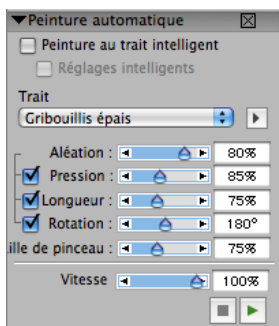 Peinture automatique
Peinture au trait intelligent
Réglages intelligents
Trait
Gribouillis épais
Aléation : 80%
Pression : 85%
Longueur : 75%
Rotation : 180°
ille de pinceau : 75%
Vitesse 100%